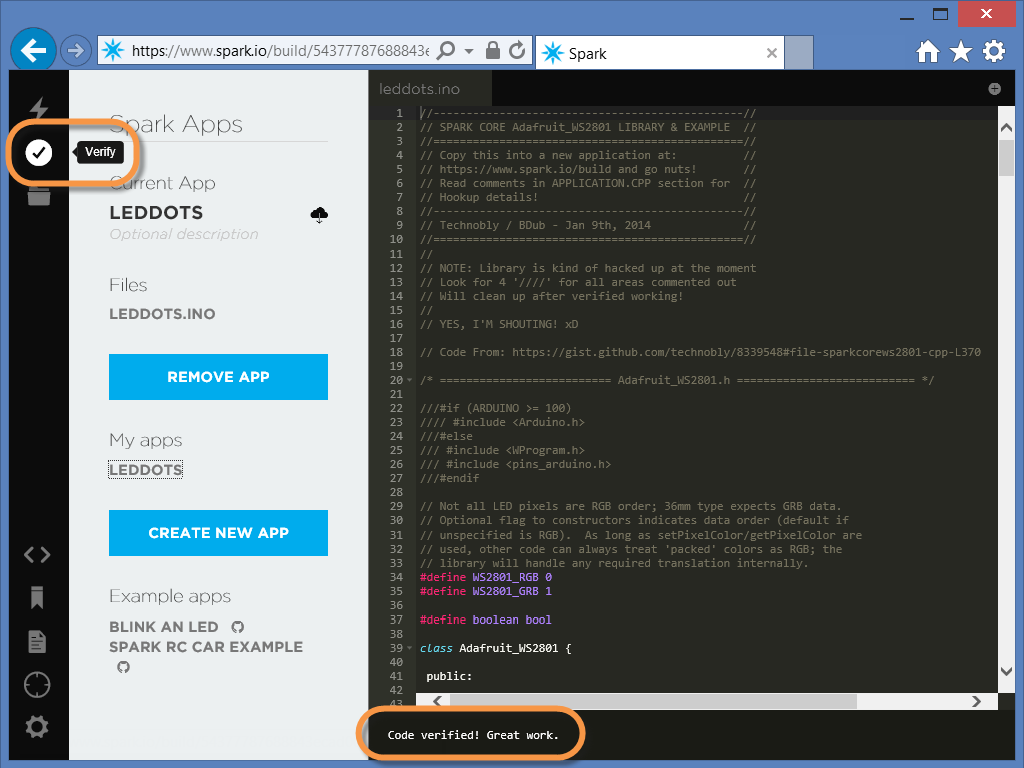 https://www.spark.io/build/54377787688843e
Spark
Verify
Spark Apps
Current App
LEDDOTS
Optional description
Files
LEDDOTS.INO
REMOVE APP
My apps
LEDDOTS
CREATE NEW APP
Example apps
BLINK AN LED
SPARK RC CAR EXAMPLE
leddots.ino
1 //-----------------------------------------------//
2 // SPARK CORE Adafruit_WS2801 LIBRARY & EXAMPLE  //
3 //===============================================//
4 // Copy this into a new application at:          //
5 // https://www.spark.io/build and go nuts!       //
6 // Read comments in APPLICATION.CPP section for  //
7 // Hookup details!                               //
8 //-----------------------------------------------//
9 // Technobly / BDub - Jan 9th, 2014              //
10 //===============================================//
11 //
12 // NOTE: Library is kind of hacked up at the moment
13 // Look for 4 '////' for all areas commented out
14 // Will clean up after verified working!
15 //
16 // YES, I'M SHOUTING! xD
17
18 // Code From: https://gist.github.com/technobly/8339548#file-sparkcorews2801-cpp-L370
19
20 /* ========================== Adafruit_WS2801.h =========================== */
21
22 ///#if (ARDUINO >= 100)
23 //// #include <Arduino.h>
24 ///#else
25 /// #include <WProgram.h>
26 /// #include <pins_arduino.h>
27 ///#endif
28
29 // Not all LED pixels are RGB order; 36mm type expects GRB data.
30 // Optional flag to constructors indicates data order (default if
31 // unspecified is RGB).  As long as setPixelColor/getPixelColor are
32 // used, other code can always treat 'packed' colors as RGB; the
33 // library will handle any required translation internally.
34 #define WS2801_RGB 0
35 #define WS2801_GRB 1
36
37 #define boolean bool
38
39 class Adafruit_WS2801 {
40
41  public:
42
43
Code verified! Great work.